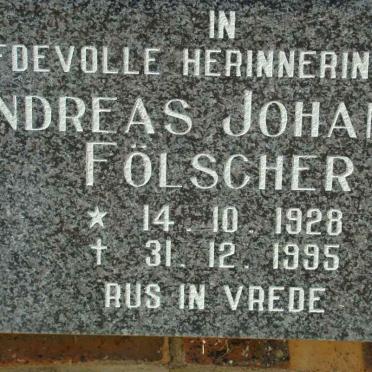 IN
FDEVOLLE HERINNERIN
NDREAS JOHA
FÖLSCHER
* 14. 10. 1928
† 31. 12. 1995
RUS IN VREDE